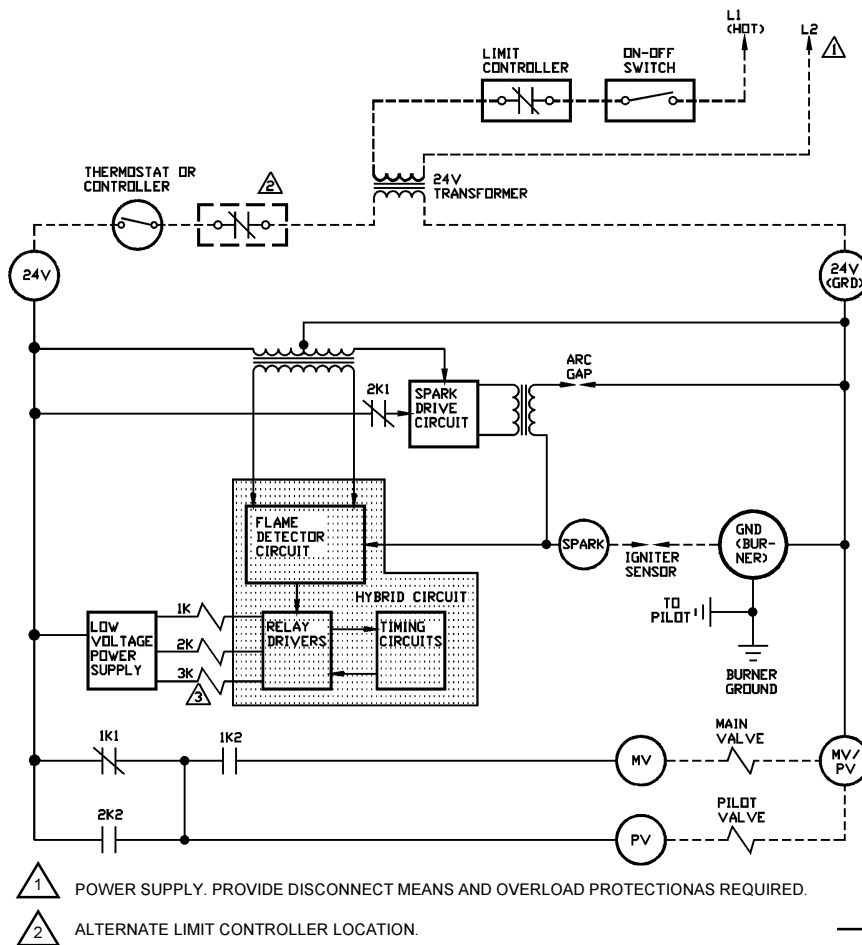 L1
(HOT)
L2
1
LIMIT
CONTROLLER
ON-OFF
SWITCH
THERMOSTAT OR
CONTROLLER
2
24V
TRANSFORMER
24V
24V
(GRD)
ARC
GAP
2K1
SPARK
DRIVE
CIRCUIT
FLAME
DETECTOR
CIRCUIT
SPARK
IGNITER
SENSOR
GND
(BUR-
NER)
HYBRID CIRCUIT
TO
PILOT
LOW
VOLTAGE
POWER
SUPPLY
1K
2K
3K
3
RELAY
DRIVERS
TIMING
CIRCUITS
BURNER
GROUND
1K1
1K2
MV
MAIN
VALVE
MV/
PV
2K2
PV
PILOT
VALVE
1 POWER SUPPLY. PROVIDE DISCONNECT MEANS AND OVERLOAD PROTECTIONAS REQUIRED.
2 ALTERNATE LIMIT CONTROLLER LOCATION.